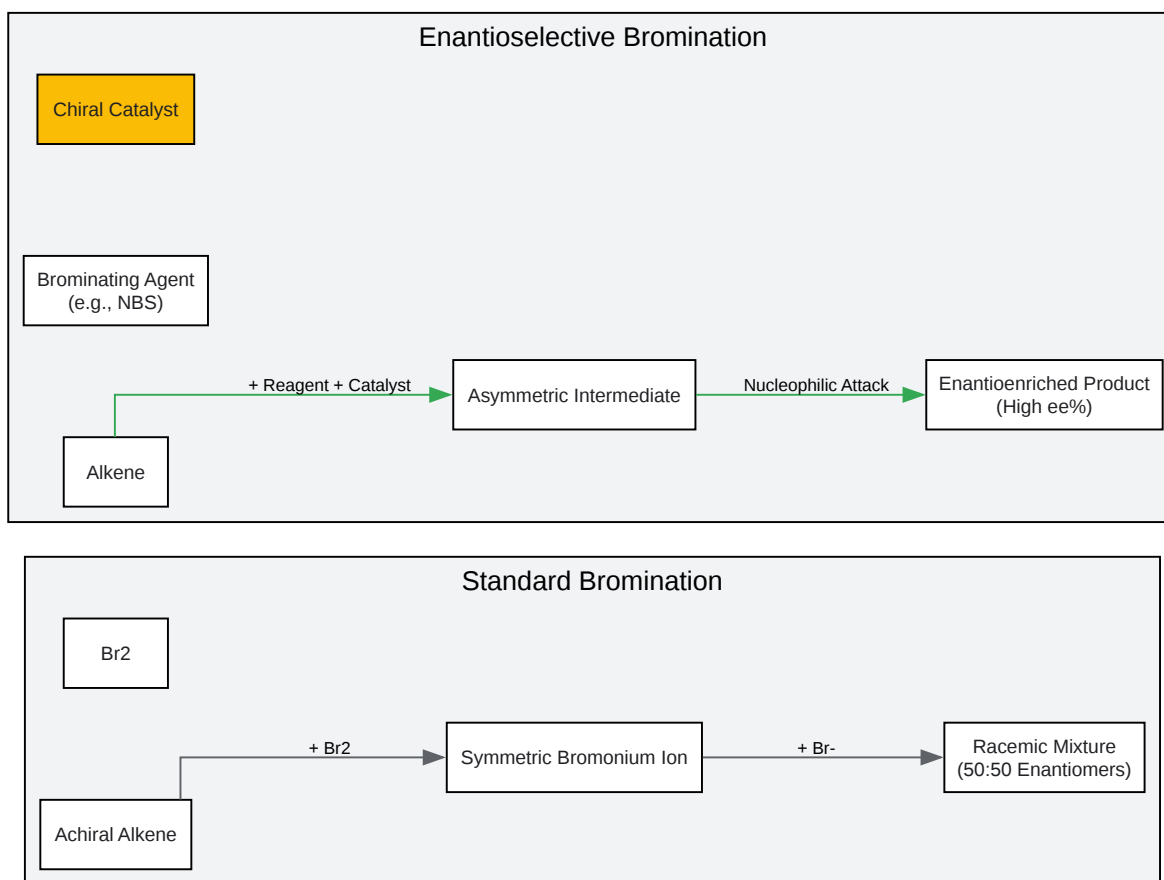 Enantioselective Bromination
Chiral Catalyst
Brominating Agent
(e.g., NBS)
+ Reagent + Catalyst
Asymmetric Intermediate
Nucleophilic Attack
Enantioenriched Product
(High ee%)
Alkene
Standard Bromination
Br2
+ Br2
Symmetric Bromonium Ion
+ Br-
Racemic Mixture
(50:50 Enantiomers)
Achiral Alkene